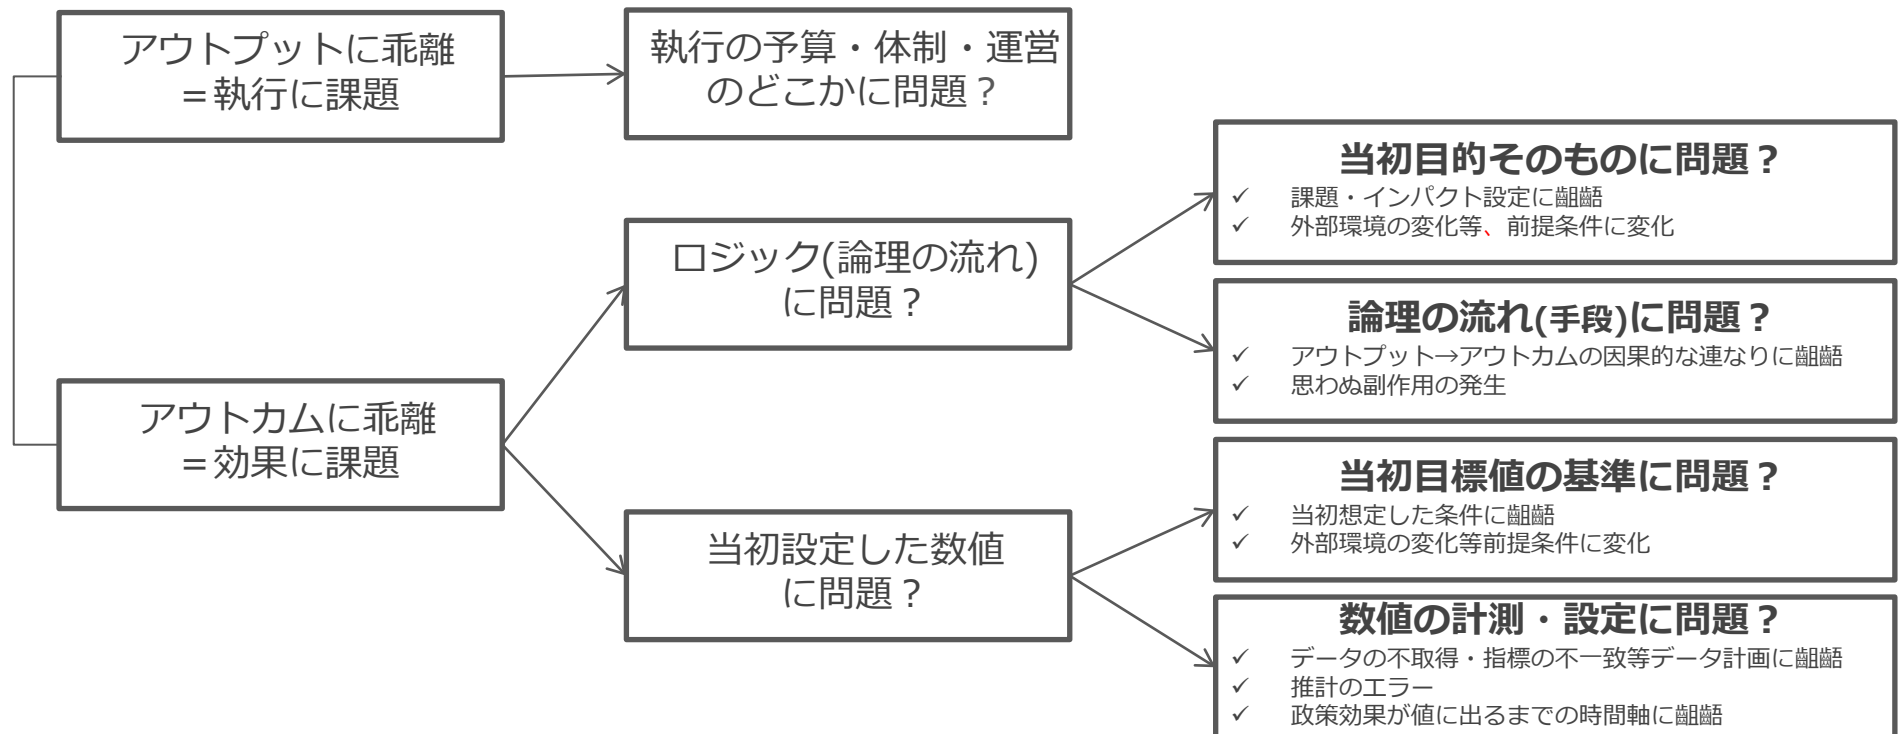 アウトプットに乖離
=執行に課題
執行の予算・体制・運営
のどこかに問題?
アウトカムに乖離
=効果に課題
ロジック(論理の流れ)
に問題?
当初設定した数値
に問題?
当初目的そのものに問題?
✓ 課題・インパクト設定に齟齬
✓ 外部環境の変化等、前提条件に変化
論理の流れ(手段)に問題?
✓ アウトプット→アウトカムの因果的な連なりに齟齬
✓ 思わぬ副作用の発生
当初目標値の基準に問題?
✓ 当初想定した条件に齟齬
✓ 外部環境の変化等前提条件に変化
数値の計測・設定に問題?
✓ データの不取得・指標の不一致等データ計画に齟齬
✓ 推計のエラー
✓ 政策効果が値に出るまでの時間軸に齟齬